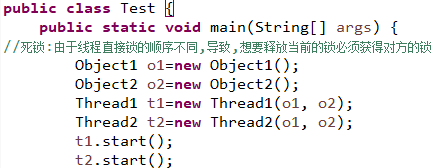 public class Test {
public static void main(String[] args) {
//死锁:由于线程直接锁的顺序不同,导致,想要释放当前的锁必须获得对方的锁
Object1 o1=new Object1();
Object2 o2=new Object2();
Thread1 t1=new Thread1(o1, o2);
Thread2 t2=new Thread2(o1, o2);
t1.start();
t2.start();